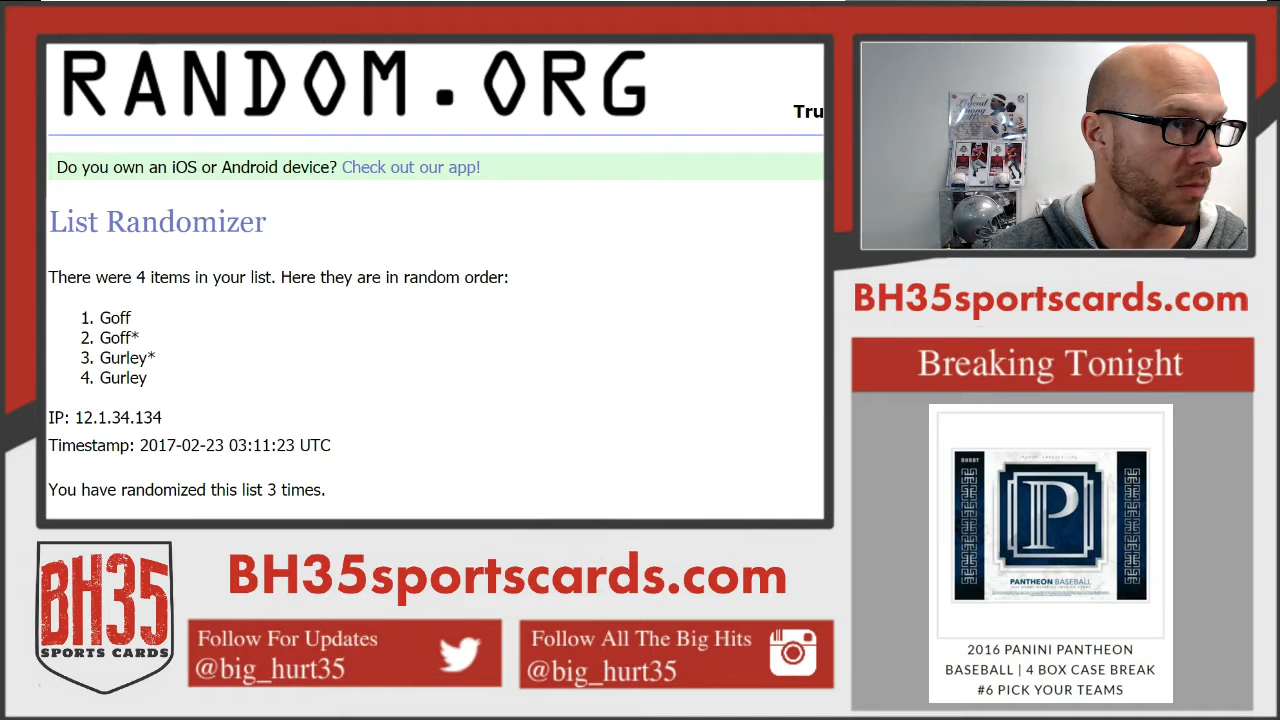 RANDOM.ORG
Tru
Do you own an iOS or Android device? Check out our app!
List Randomizer
There were 4 items in your list. Here they are in random order:
1. Goff
2. Goff*
3. Gurley*
4. Gurley
IP: 12.1.34.134
Timestamp: 2017-02-23 03:11:23 UTC
You have randomized this list 3 times.
BH35sportscards.com
Breaking Tonight
HOBBY
P
PANTHEON BASEBALL
2016 PANINI PANTHEON
BASEBALL | 4 BOX CASE BREAK
#6 PICK YOUR TEAMS
BH35
SPORTS CARDS
BH35sportscards.com
Follow For Updates
@big_hurt35
Follow All The Big Hits
@big_hurt35